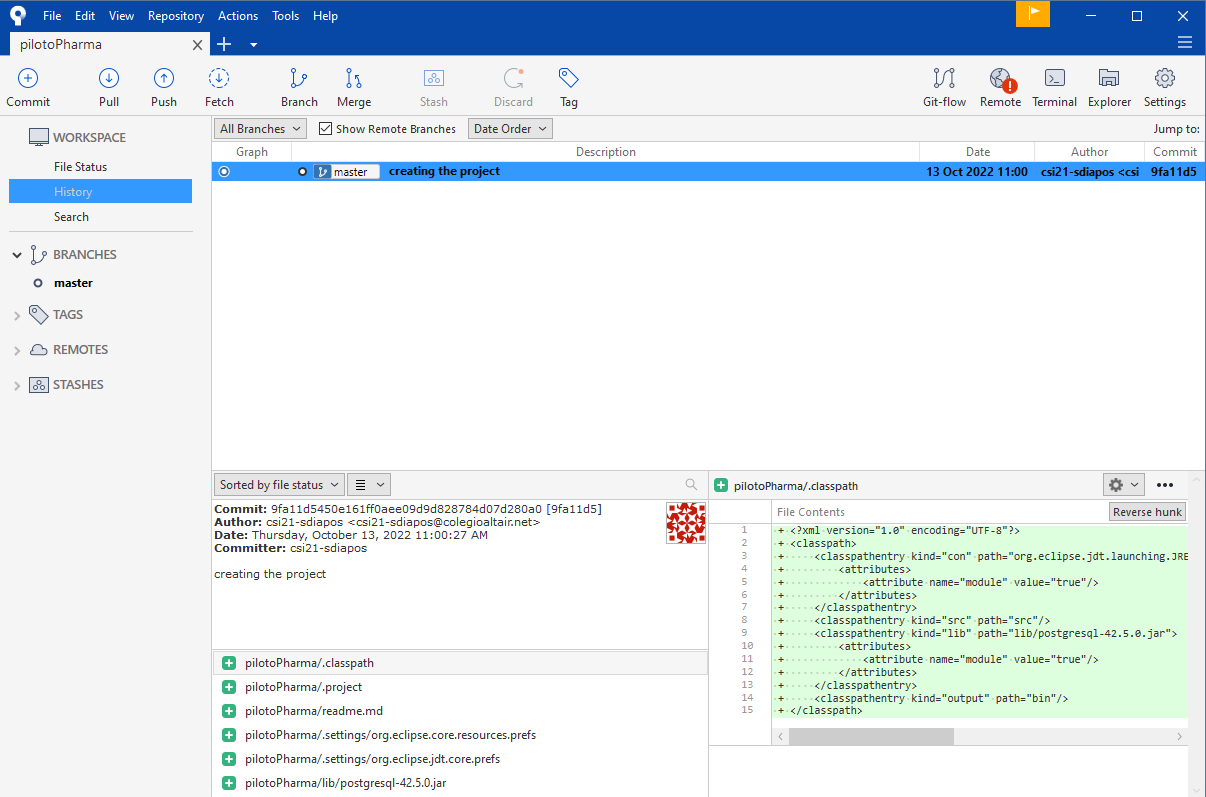 File Edit View Repository Actions Tools Help
pilotoPharma
Commit Pull Push Fetch Branch Merge Stash Discard Tag Git-flow Remote Terminal Explorer Settings
WORKSPACE
File Status
History
Search
BRANCHES
master
TAGS
REMOTES
STASHES
All Branches Show Remote Branches Date Order Jump to:
Graph Description Date Author Commit
master creating the project 13 Oct 2022 11:00 csi21-sdiapos <csi 9fa11d5
Sorted by file status
Commit: 9fa11d5450e161ff0aee09d9d828784d07d280a0 [9fa11d5]
Author: csi21-sdiapos <csi21-sdiapos@colegioaltair.net>
Date: Thursday, October 13, 2022 11:00:27 AM
Committer: csi21-sdiapos
creating the project
pilotoPharma/.classpath
pilotoPharma/.project
pilotoPharma/readme.md
pilotoPharma/.settings/org.eclipse.core.resources.prefs
pilotoPharma/.settings/org.eclipse.jdt.core.prefs
pilotoPharma/lib/postgresql-42.5.0.jar
pilotoPharma/.classpath
File Contents Reverse hunk
1 + <?xml version="1.0" encoding="UTF-8"?>
2 + <classpath>
3 + <classpathentry kind="con" path="org.eclipse.jdt.launching.JRE
4 + <attributes>
5 + <attribute name="module" value="true"/>
6 + </attributes>
7 + </classpathentry>
8 + <classpathentry kind="src" path="src"/>
9 + <classpathentry kind="lib" path="lib/postgresql-42.5.0.jar">
10 + <attributes>
11 + <attribute name="module" value="true"/>
12 + </attributes>
13 + </classpathentry>
14 + <classpathentry kind="output" path="bin"/>
15 + </classpath>